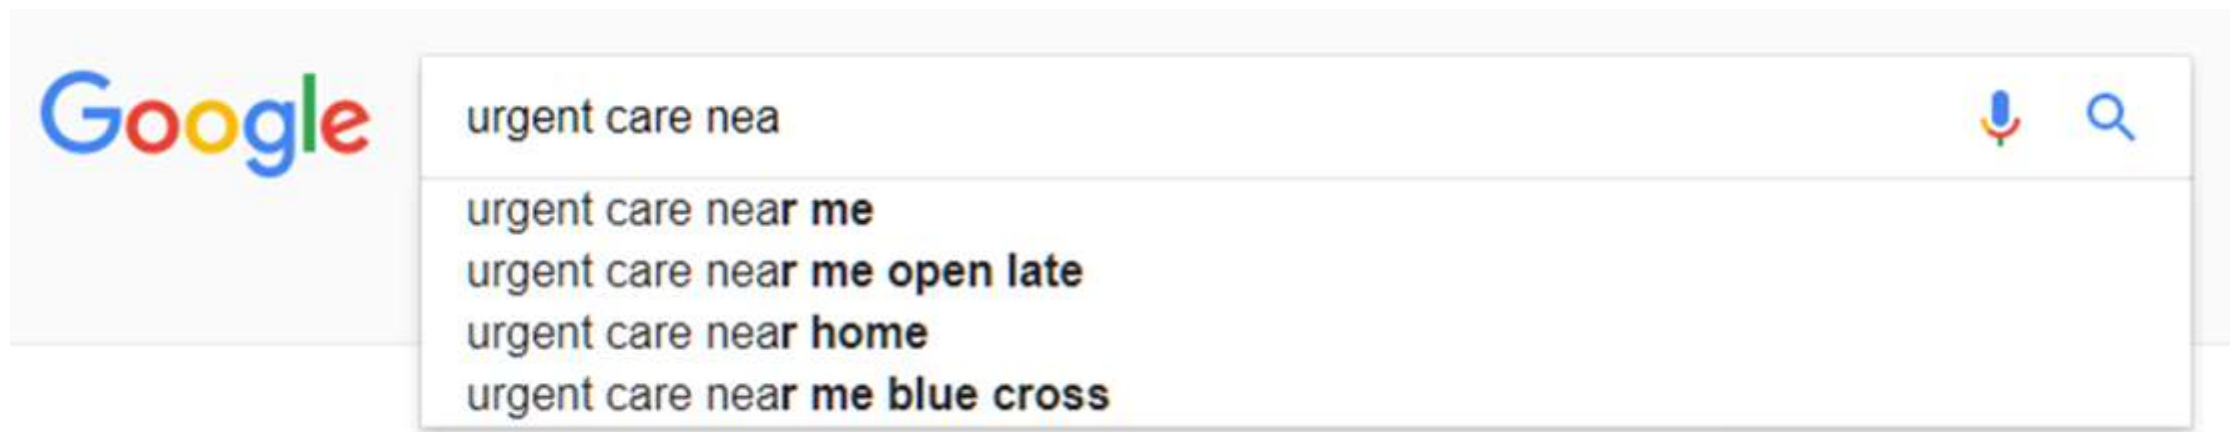 Google
urgent care nea
urgent care near me
urgent care near me open late
urgent care near home
urgent care near me blue cross